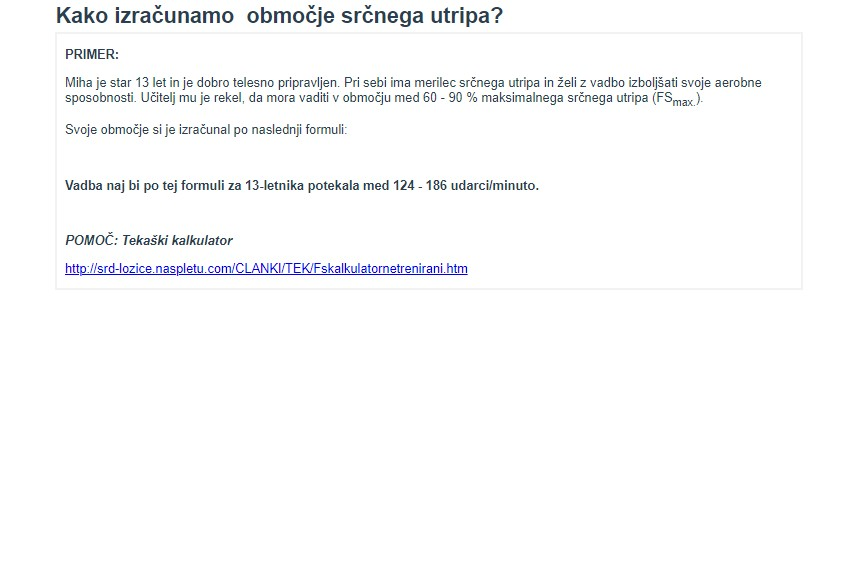 Kako izračunamo  območje srčnega utripa?
PRIMER:
Miha je star 13 let in je dobro telesno pripravljen. Pri sebi ima merilec srčnega utripa in želi z vadbo izboljšati svoje aerobne
sposobnosti. Učitelj mu je rekel, da mora vaditi v območju med 60 - 90 % maksimalnega srčnega utripa (FSmax.).
Svoje območje si je izračunal po naslednji formuli:
Vadba naj bi po tej formuli za 13-letnika potekala med 124 - 186 udarci/minuto.
POMOČ: Tekaški kalkulator
http://srd-lozice.naspletu.com/CLANKI/TEK/Fskalkulatornetrenirani.htm